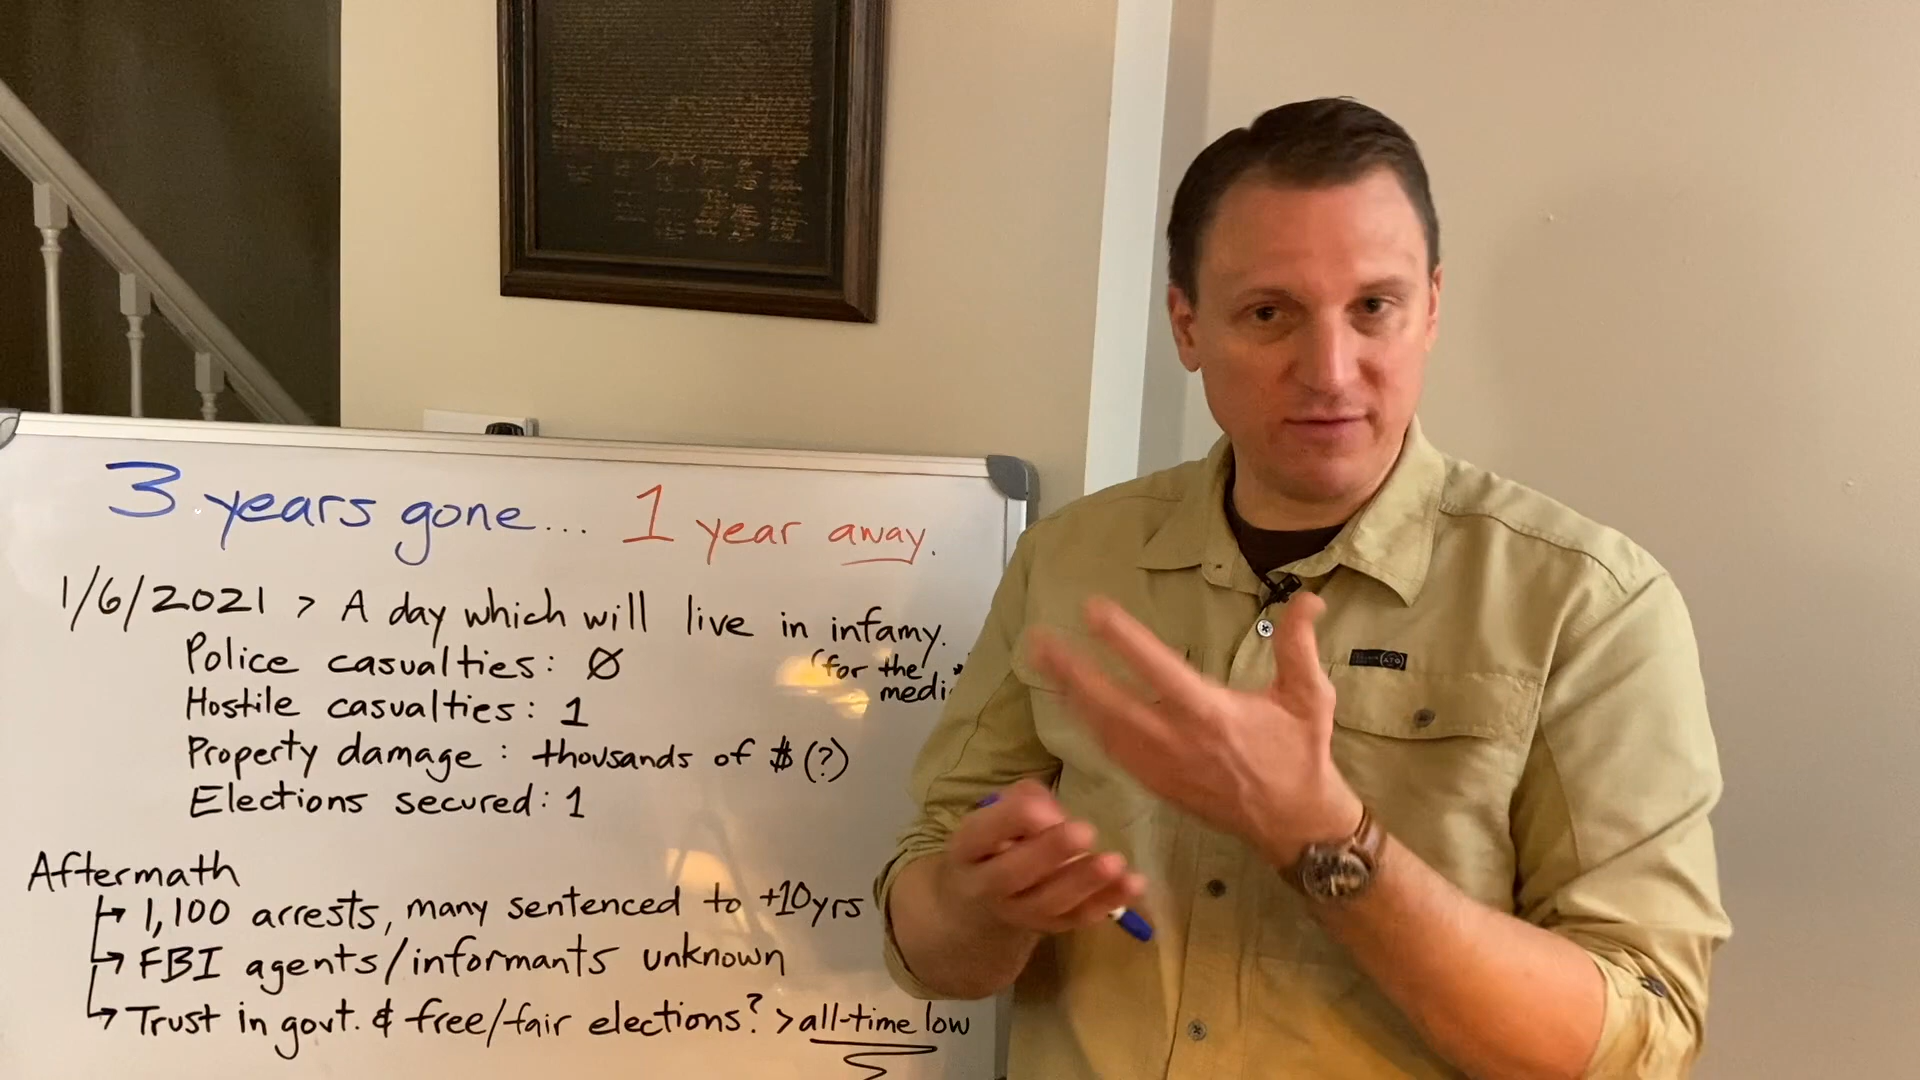 3 years gone... 1 year away.
1/6/2021 > A day which will live in infamy.
(for the
Police casualties: Ø
Hostile casualties: 1
Property damage: thousands of $ (?)
Elections secured: 1
Aftermath
↳ 1,100 arrests, many sentenced to +10yrs
↳ FBI agents/informants unknown
↳ Trust in govt. & free/fair elections? > all-time low
ATG